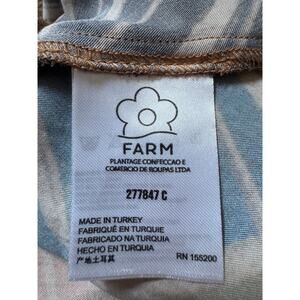 FARM
PLANTAGE CONFECCAO E
COMERCIO DE ROUPAS LTDA
277847 C
MADE IN TURKEY
FABRIQUÉ EN TURQUIE
FABRICADO NA TURQUIA
HECHO EN TURQUIA
产地土耳其
RN 155200